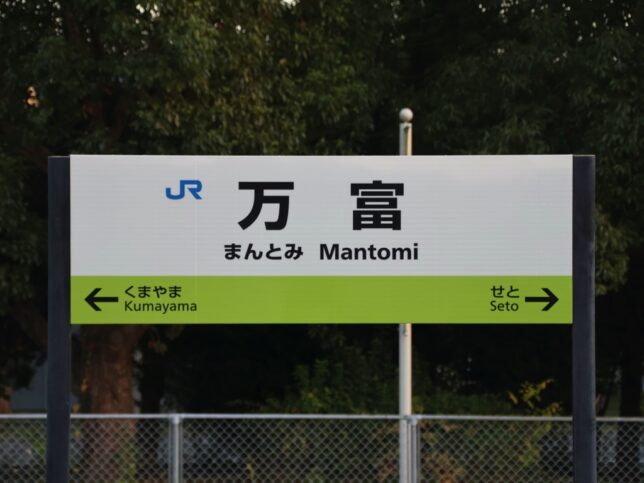 JR 万富
まんとみ Mantomi
← くまやま
Kumayama
せと →
Seto